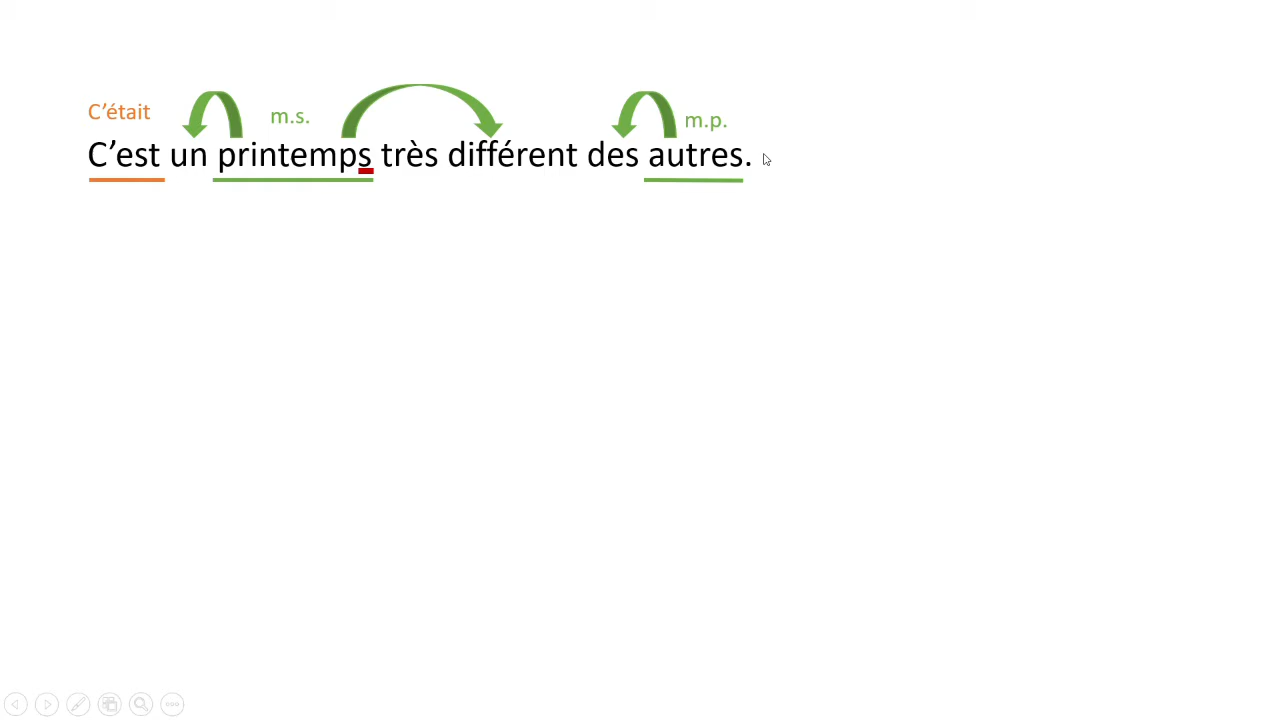 C'était
m.s.
m.p.
C'est un printemps très différent des autres.